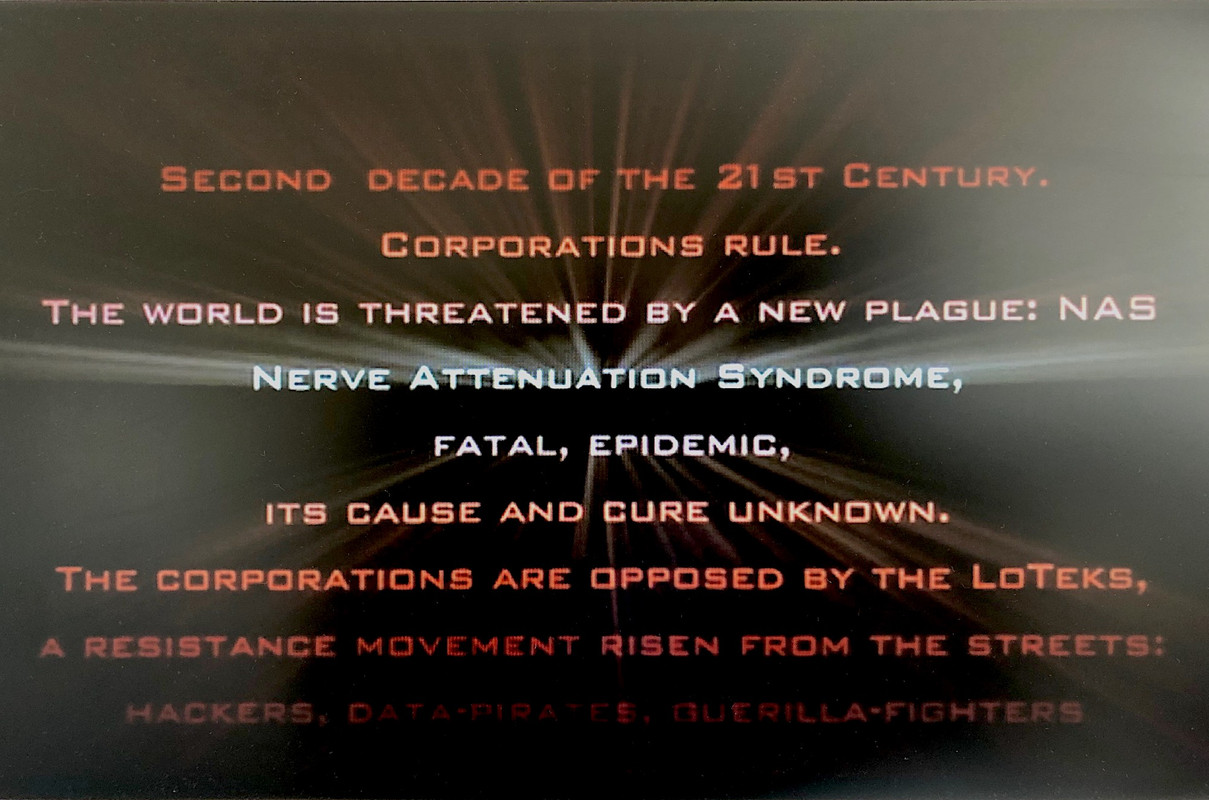 Second decade of the 21st Century.
Corporations rule.
The world is threatened by a new plague: NAS
Nerve Attenuation Syndrome,
fatal, epidemic,
its cause and cure unknown.
The corporations are opposed by the LoTeks,
a resistance movement risen from the streets:
hackers, data-pirates, guerilla-fighters